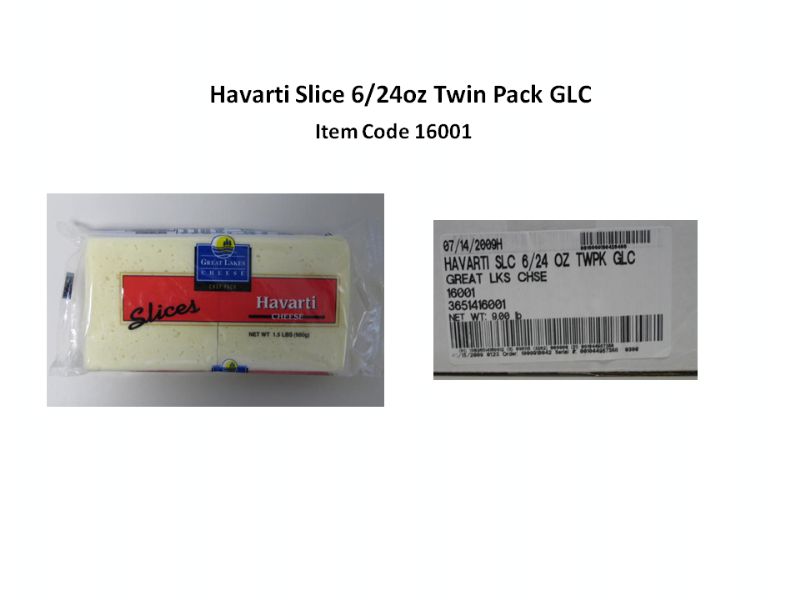 Havarti Slice 6/24oz Twin Pack GLC
Item Code 16001
GREAT LAKES
CHEESE
Slices
Havarti
CHEESE
NET WT 1.5 LBS (680g)
07/14/2009H
HAVARTI SLC 6/24 OZ TWPK GLC
GREAT LKS CHSE
16001
3651416001
NET WT: 9.00 lb